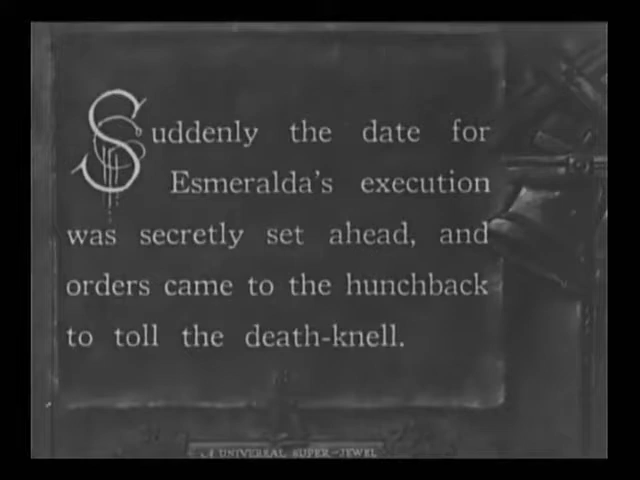 Suddenly the date for
Esmeralda's execution
was secretly set ahead, and
orders came to the hunchback
to toll the death-knell.
A UNIVERSAL SUPER-JEWEL